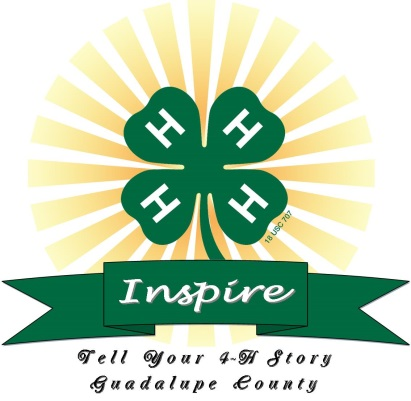 H H
H H
18 USC 707
Inspire
Tell Your 4-H Story
Guadalupe County